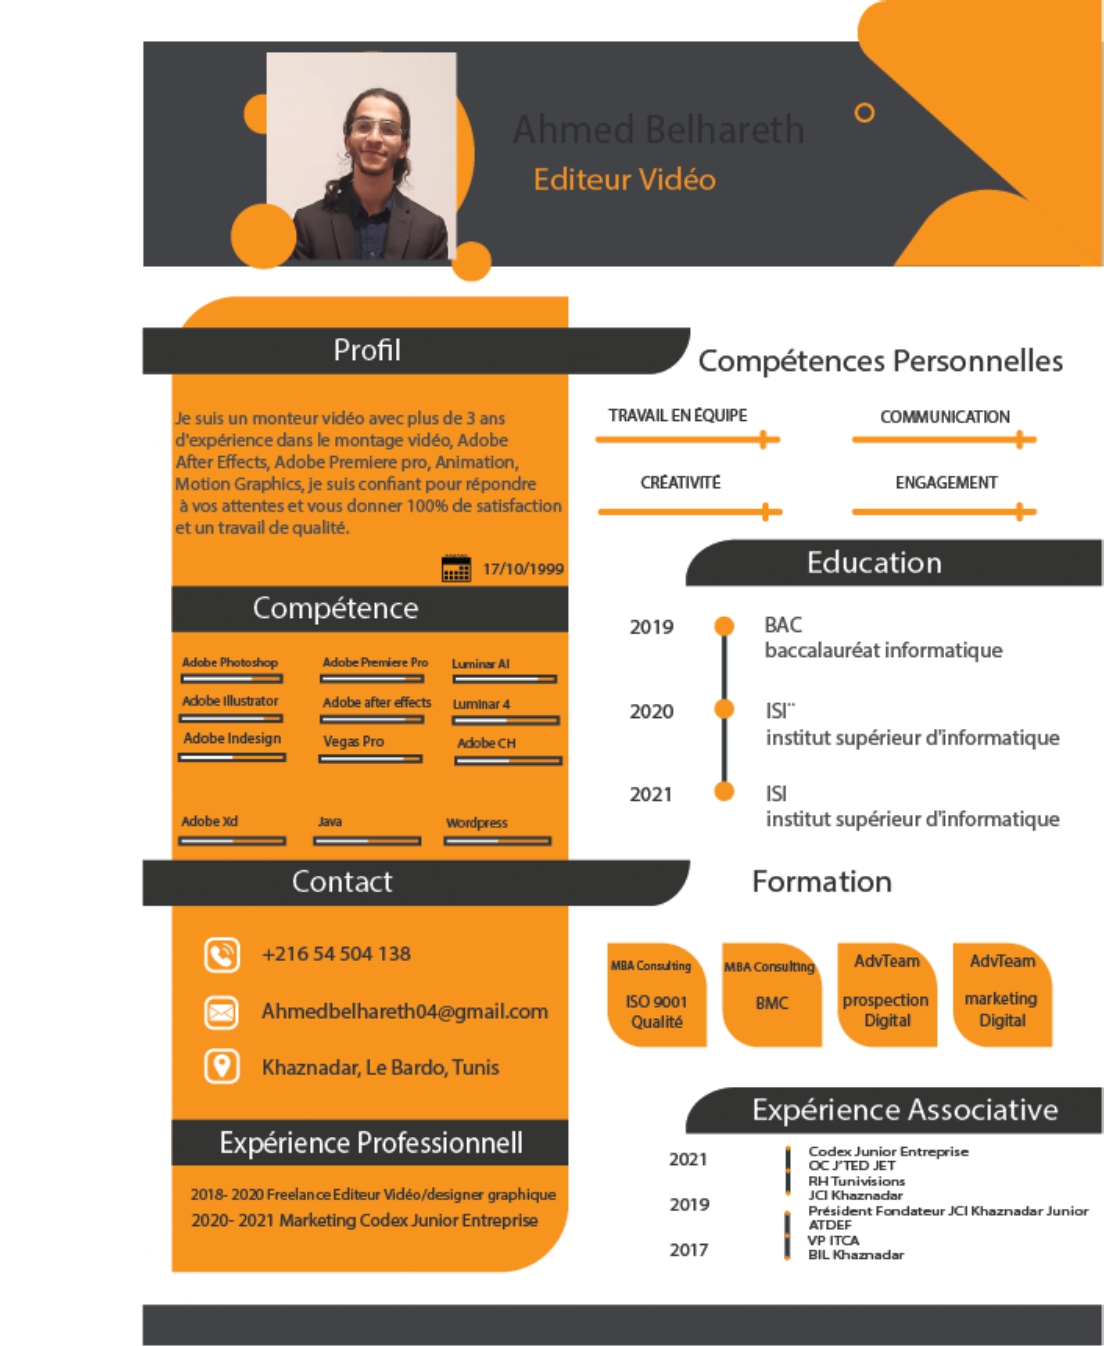 Ahmed Belhareth
Editeur Vidéo
Profil
Je suis un monteur vidéo avec plus de 3 ans
d'expérience dans le montage vidéo, Adobe
After Effects, Adobe Premiere pro, Animation,
Motion Graphics, je suis confiant pour répondre
à vos attentes et vous donner 100% de satisfaction
et un travail de qualité.
17/10/1999
Compétence
Adobe Photoshop
Adobe Premiere Pro
Luminar AI
Adobe Illustrator
Adobe after effects
Luminar 4
Adobe Indesign
Vegas Pro
Adobe CH
Adobe Xd
Java
Wordpress
Contact
+216 54 504 138
Ahmedbelhareth04@gmail.com
Khaznadar, Le Bardo, Tunis
Expérience Professionnell
2018- 2020 Freelance Editeur Vidéo/designer graphique
2020- 2021 Marketing Codex Junior Entreprise
Compétences Personnelles
TRAVAIL EN ÉQUIPE
COMMUNICATION
CRÉATIVITÉ
ENGAGEMENT
Education
2019
BAC
baccalauréat informatique
2020
ISI¨
institut supérieur d'informatique
2021
ISI
institut supérieur d'informatique
Formation
MBA Consulting
ISO 9001
Qualité
MBA Consulting
BMC
AdvTeam
prospection
Digital
AdvTeam
marketing
Digital
Expérience Associative
2021
2019
2017
Codex Junior Entreprise
OC J'TED JET
RH Tunivisions
JCI Khaznadar
Président Fondateur JCI Khaznadar Junior
ATDEF
VP ITCA
BIL Khaznadar